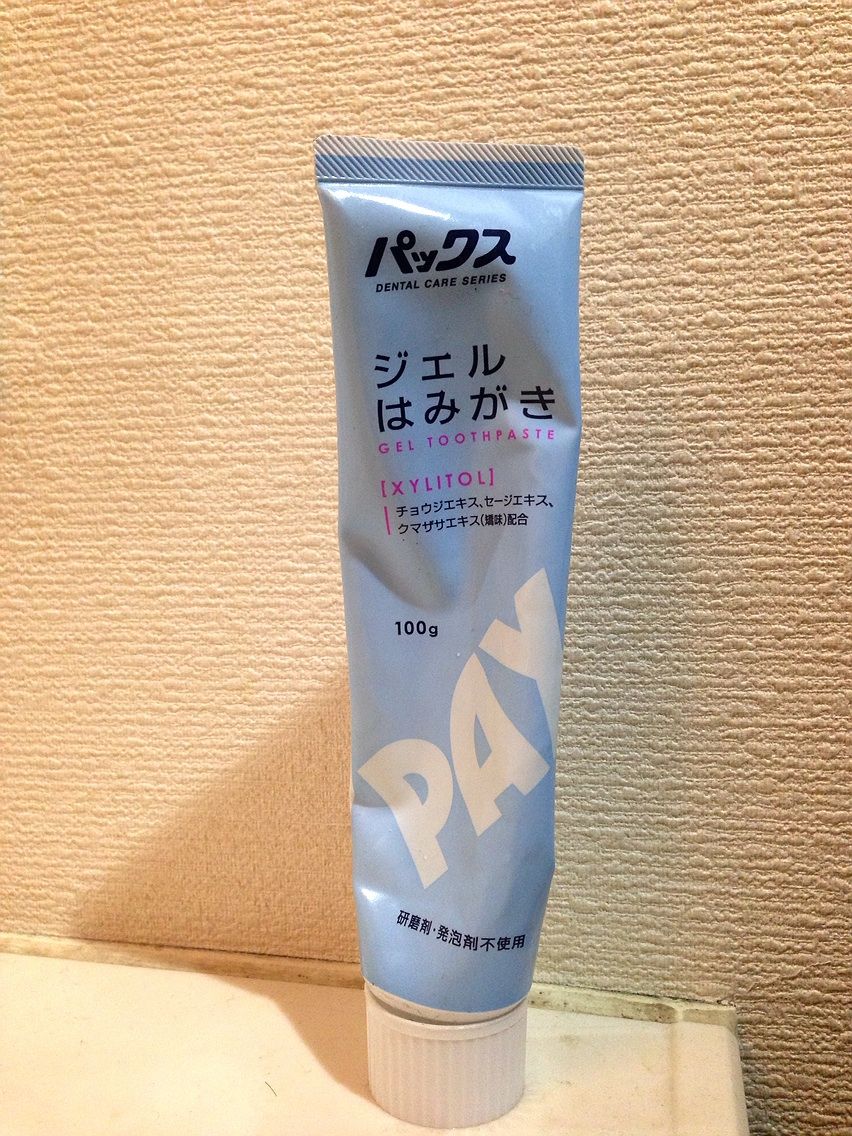 パックス
DENTAL CARE SERIES
ジェル
はみがき
GEL TOOTHPASTE
[XYLITOL]
チョウジエキス、セージエキス、
クマザサエキス(矯味)配合
100g
PAX
研磨剤・発泡剤不使用